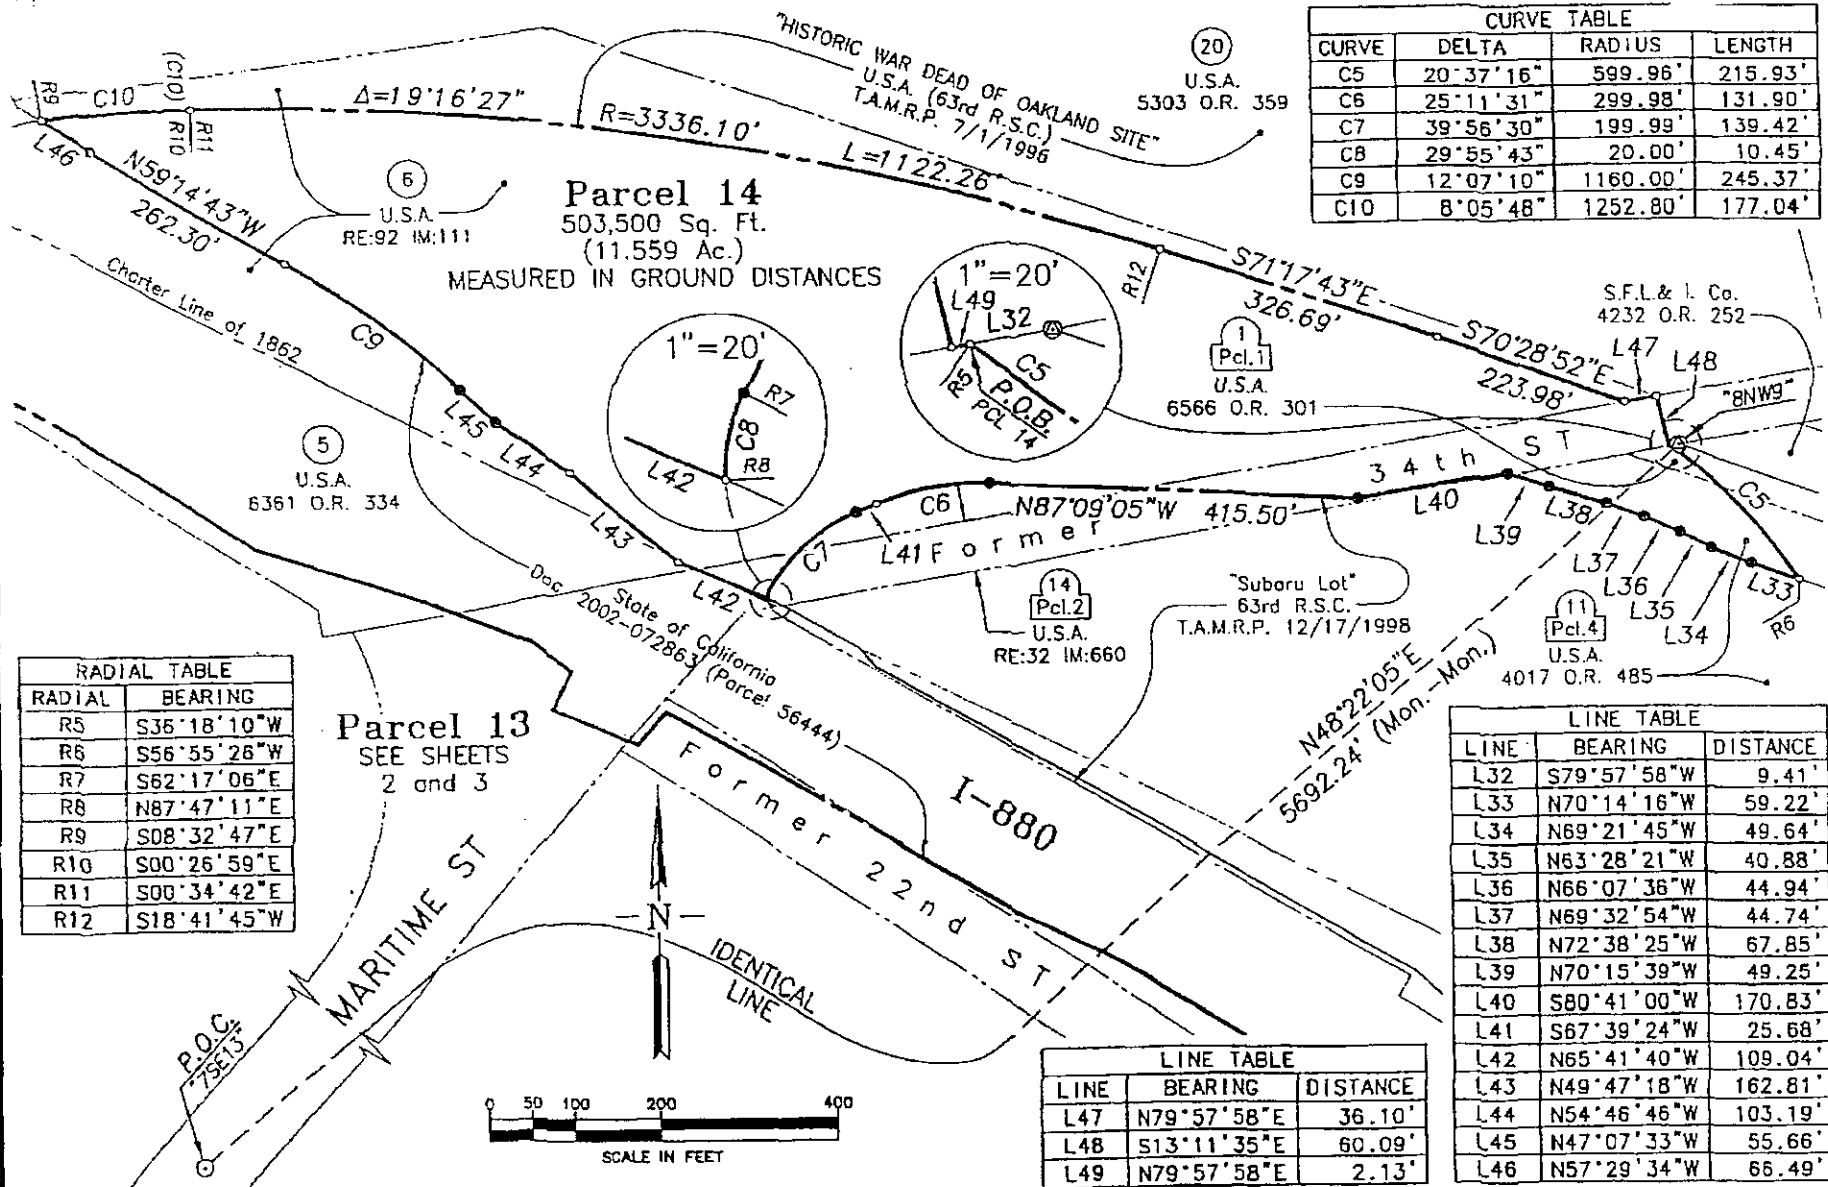 "HISTORIC WAR DEAD OF OAKLAND SITE"
U.S.A. (63rd R.S.C.)
T.A.M.R.P. 7/1/1996
20
U.S.A.
5303 O.R. 359
CURVE TABLE
CURVE DELTA RADIUS LENGTH
C5 20°37'16" 599.96' 215.93'
C6 25°11'31" 299.98' 131.90'
C7 39°56'30" 199.99' 139.42'
C8 29°55'43" 20.00' 10.45'
C9 12°07'10" 1160.00' 245.37'
C10 8°05'48" 1252.80' 177.04'
R9
C10
(C10)
R10
R11
Δ=19°16'27"
R=3336.10'
L=1122.26'
L46
N59°14'43"W
262.30'
6
U.S.A.
RE:92 IM:111
Parcel 14
503,500 Sq. Ft.
(11.559 Ac.)
MEASURED IN GROUND DISTANCES
R12
S71°17'43"E
326.69'
S70°28'52"E
223.98'
S.F.L.& I. Co.
4232 O.R. 252
L47
L48
"8NW9"
Charter Line of 1862
C9
1"=20'
R7
C8
L42
R8
1"=20'
L49
L32
C5
R5
P.O.B.
PCL 14
1
Pcl.1
U.S.A.
6566 O.R. 301
L45
L44
L43
L42
5
U.S.A.
6361 O.R. 334
C7
L41
C6
N87°09'05"W 415.50'
Former 34th ST
L40
L39
L38
L37
L36
L35
L34
L33
C5
R6
14
Pcl.2
U.S.A.
RE:32 IM:660
"Subaru Lot"
63rd R.S.C.
T.A.M.R.P. 12/17/1998
11
Pcl.4
U.S.A.
4017 O.R. 485
State of California
Doc 2002-072863 (Parcel 56444)
N48°22'05"E
5692.24' (Mon.-Mon.)
RADIAL TABLE
RADIAL BEARING
R5 S36°18'10"W
R6 S56°55'26"W
R7 S62°17'06"E
R8 N87°47'11"E
R9 S08°32'47"E
R10 S00°26'59"E
R11 S00°34'42"E
R12 S18°41'45"W
Parcel 13
SEE SHEETS
2 and 3
I-880
Former 22nd ST
MARITIME ST
N
IDENTICAL
LINE
P.O.C.
"7SE13"
0 50 100 200 400
SCALE IN FEET
LINE TABLE
LINE BEARING DISTANCE
L47 N79°57'58"E 36.10'
L48 S13°11'35"E 60.09'
L49 N79°57'58"E 2.13'
LINE TABLE
LINE BEARING DISTANCE
L32 S79°57'58"W 9.41'
L33 N70°14'16"W 59.22'
L34 N69°21'45"W 49.64'
L35 N63°28'21"W 40.88'
L36 N66°07'36"W 44.94'
L37 N69°32'54"W 44.74'
L38 N72°38'25"W 67.85'
L39 N70°15'39"W 49.25'
L40 S80°41'00"W 170.83'
L41 S67°39'24"W 25.68'
L42 N65°41'40"W 109.04'
L43 N49°47'18"W 162.81'
L44 N54°46'46"W 103.19'
L45 N47°07'33"W 55.66'
L46 N57°29'34"W 66.49'